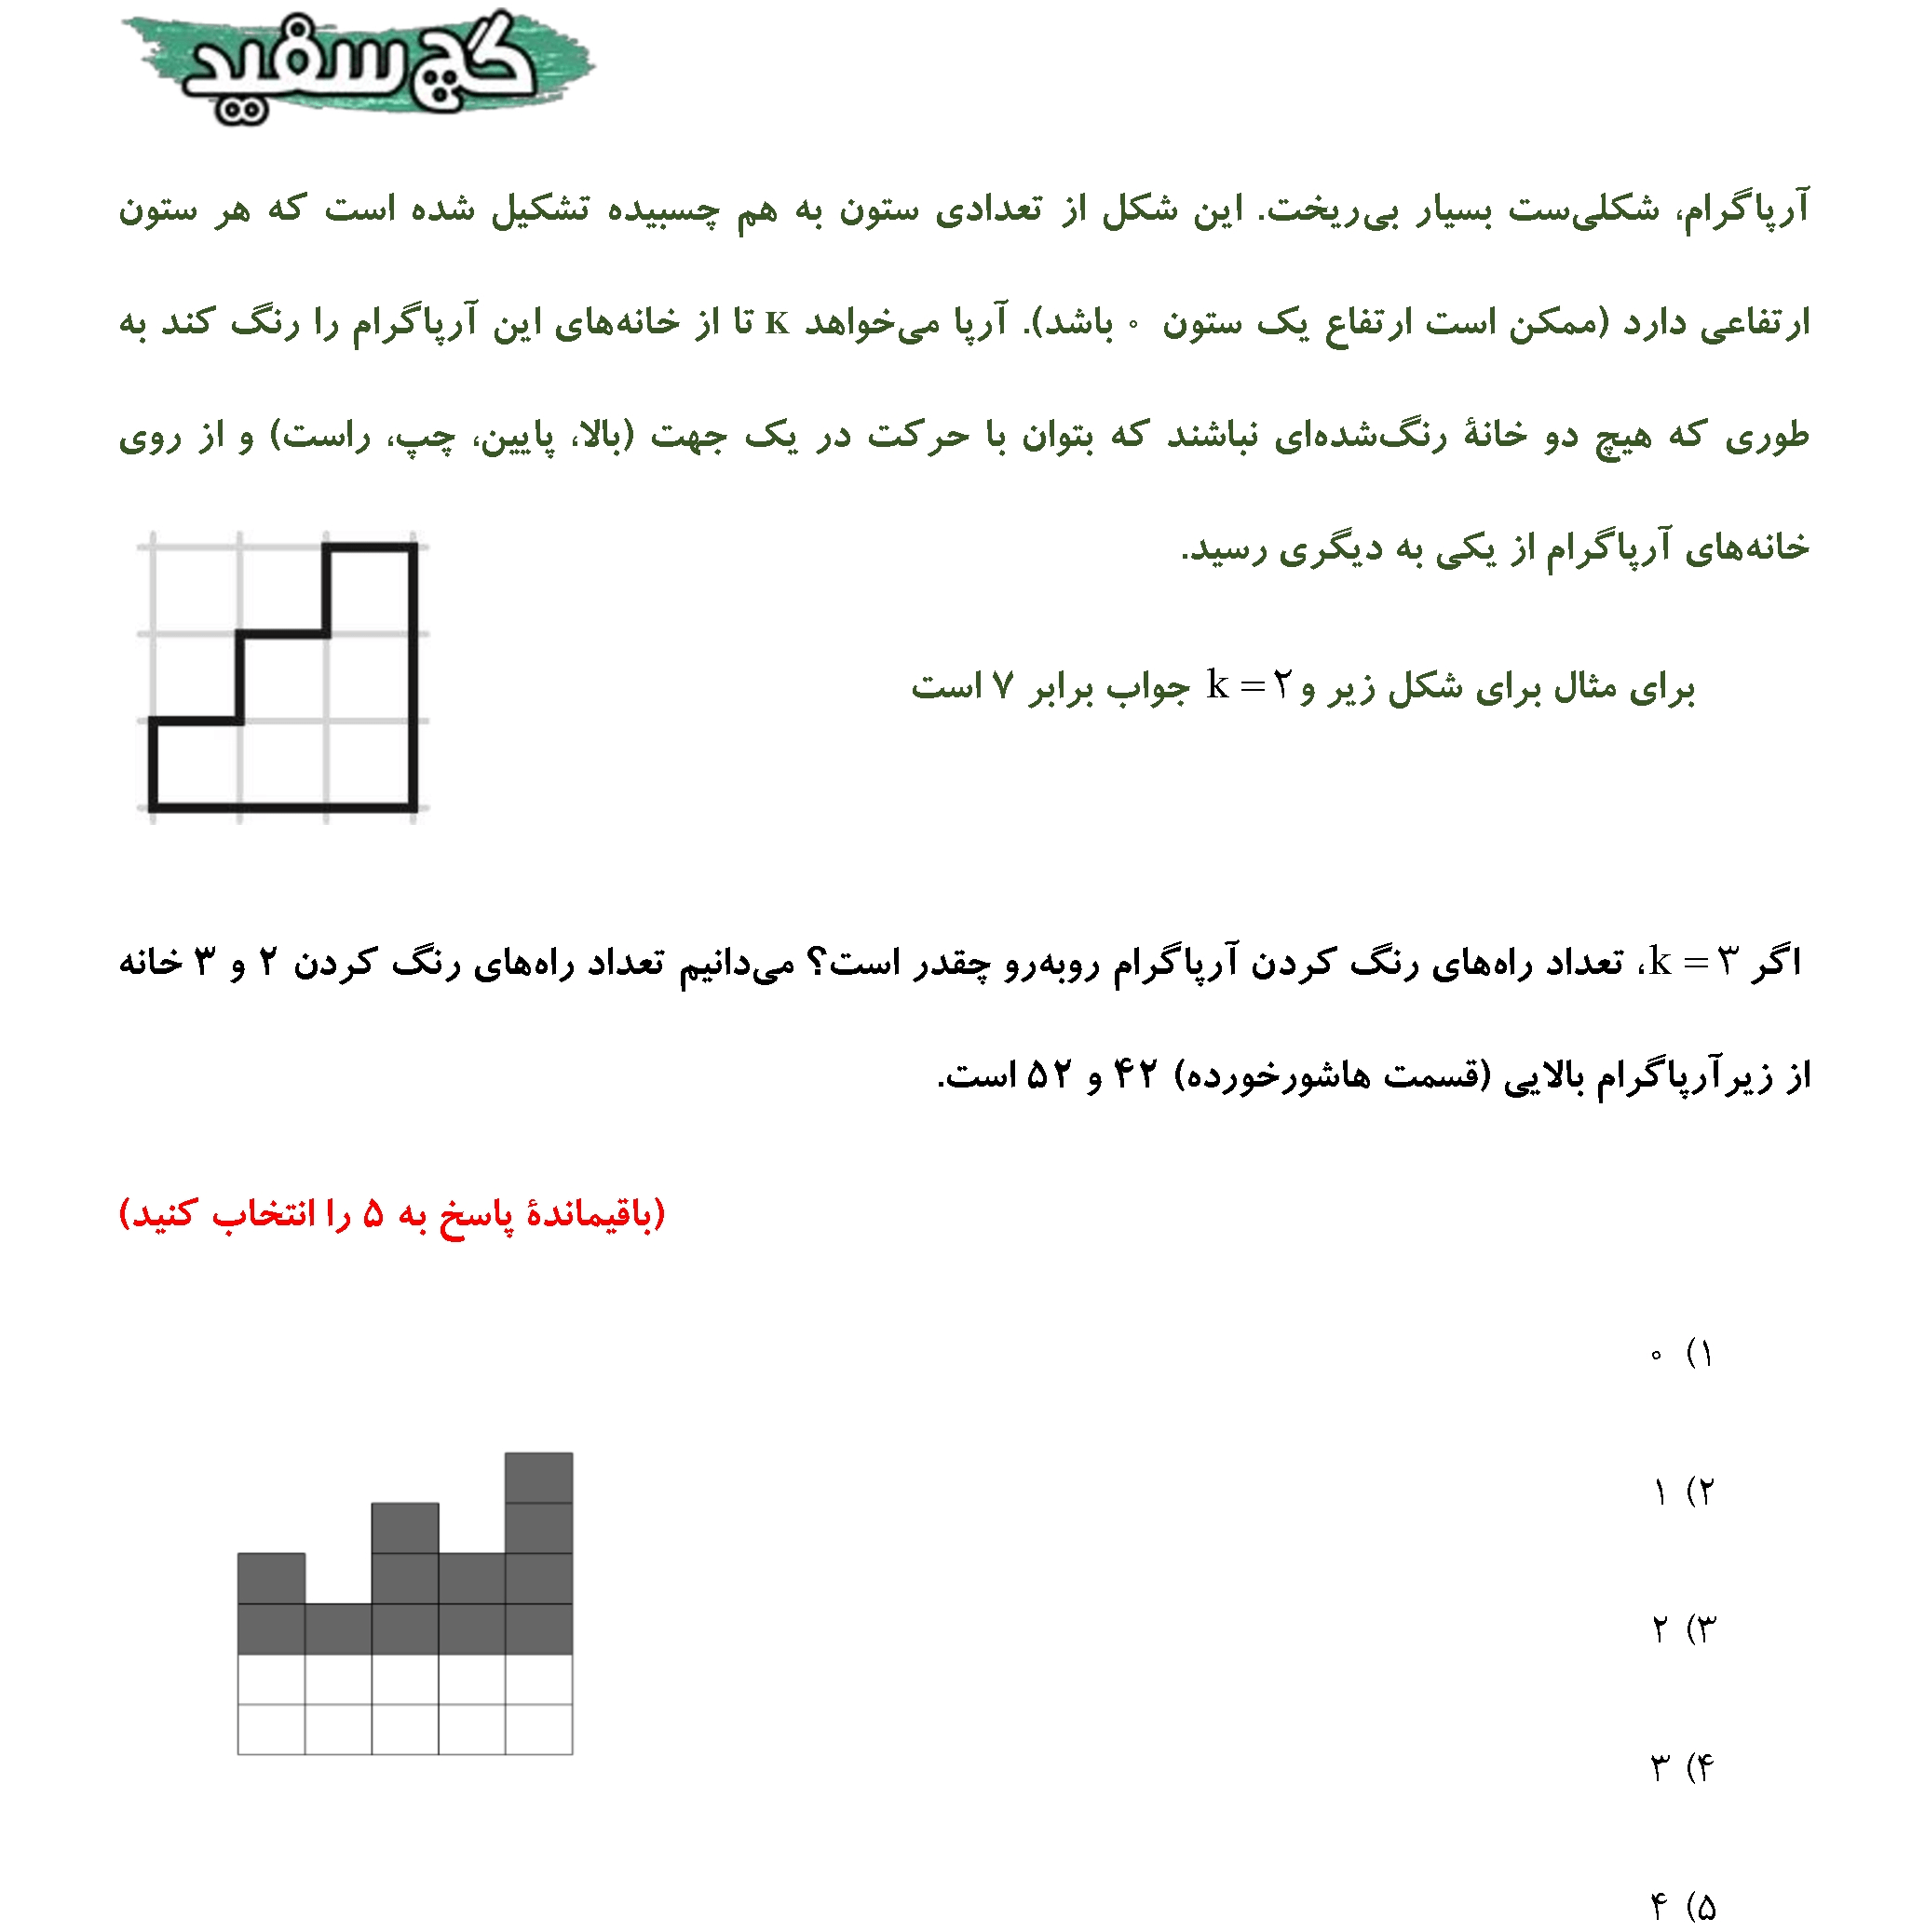 گچ سفید
آرپاگرام، شکلی‌ست بسیار بی‌ریخت. این شکل از تعدادی ستون به هم چسبیده تشکیل شده است که هر ستون
ارتفاعی دارد (ممکن است ارتفاع یک ستون ۰ باشد). آرپا می‌خواهد K تا از خانه‌های این آرپاگرام را رنگ کند به
طوری که هیچ دو خانهٔ رنگ‌شده‌ای نباشند که بتوان با حرکت در یک جهت (بالا، پایین، چپ، راست) و از روی
خانه‌های آرپاگرام از یکی به دیگری رسید.
برای مثال برای شکل زیر و k = ۲ جواب برابر ۷ است
اگر k = ۳، تعداد راه‌های رنگ کردن آرپاگرام روبه‌رو چقدر است؟ می‌دانیم تعداد راه‌های رنگ کردن ۲ و ۳ خانه
از زیرآرپاگرام بالایی (قسمت هاشورخورده) ۴۲ و ۵۲ است.
(باقیماندهٔ پاسخ به ۵ را انتخاب کنید)
۱) ۰
۲) ۱
۳) ۲
۴) ۳
۵) ۴